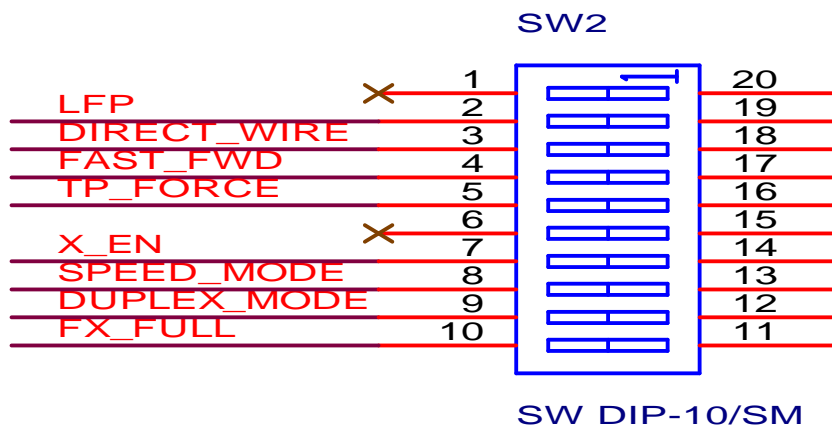 SW2
1 20
LFP 2 19
DIRECT_WIRE 3 18
FAST_FWD 4 17
TP_FORCE 5 16
6 15
X_EN 7 14
SPEED_MODE 8 13
DUPLEX_MODE 9 12
FX_FULL 10 11
SW DIP-10/SM